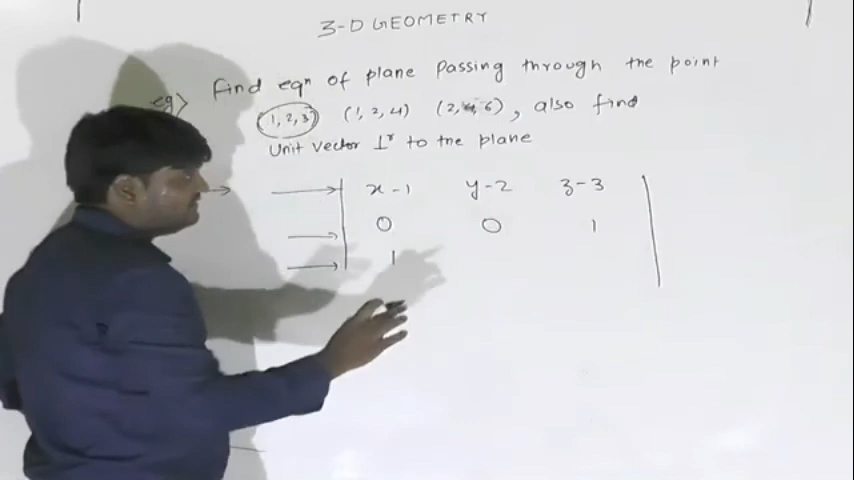 3-D GEOMETRY
eg> Find eqn of plane Passing through the point
(1, 2, 3) (1, 2, 4) (2, 4, 6), also find
Unit vector ⊥r to the plane
x-1 y-2 z-3
0 0 1
1